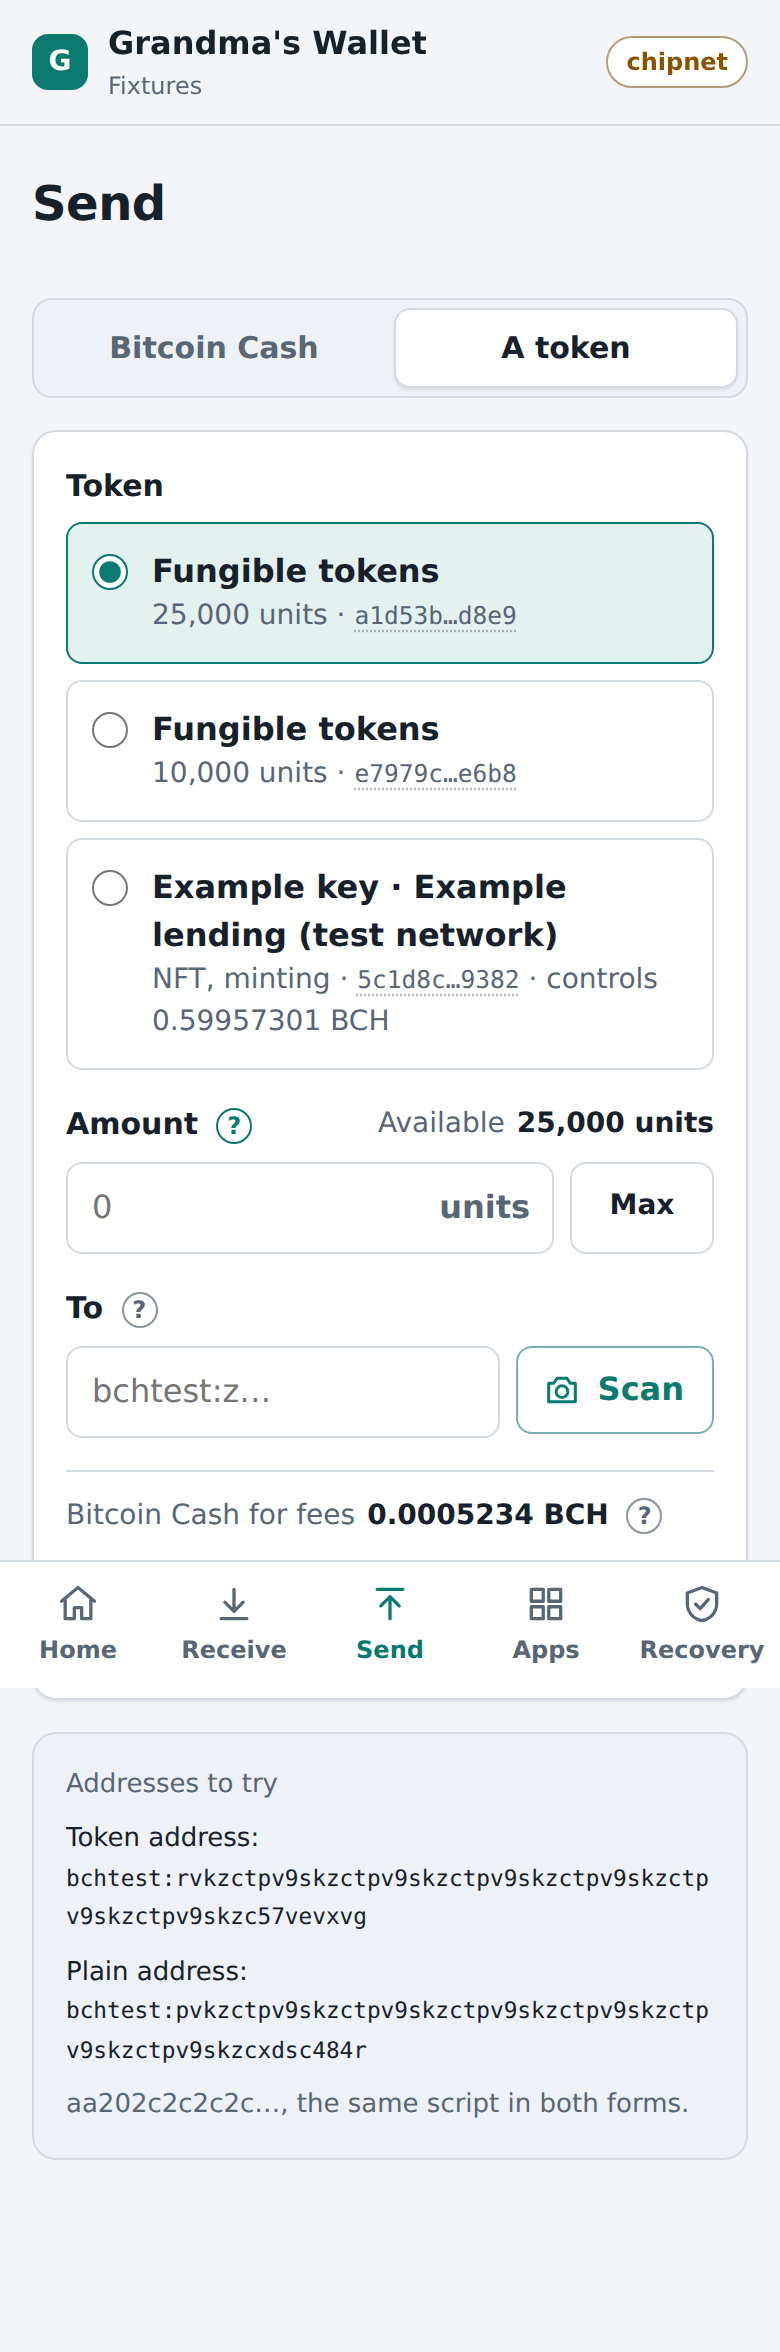 G
Grandma's Wallet
Fixtures
chipnet
Send
Bitcoin Cash
A token
Token
Fungible tokens
25,000 units · a1d53b…d8e9
Fungible tokens
10,000 units · e7979c…e6b8
Example key · Example
lending (test network)
NFT, minting · 5c1d8c…9382 · controls
0.59957301 BCH
Amount ?
Available 25,000 units
0 units
Max
To ?
bchtest:z…
Scan
Bitcoin Cash for fees 0.0005234 BCH ?
Home
Receive
Send
Apps
Recovery
Addresses to try
Token address:
bchtest:rvkzctpv9skzctpv9skzctpv9skzctpv9skzctp
v9skzctpv9skzc57vevxvg
Plain address:
bchtest:pvkzctpv9skzctpv9skzctpv9skzctpv9skzctp
v9skzctpv9skzcxdsc484r
aa202c2c2c2c…, the same script in both forms.